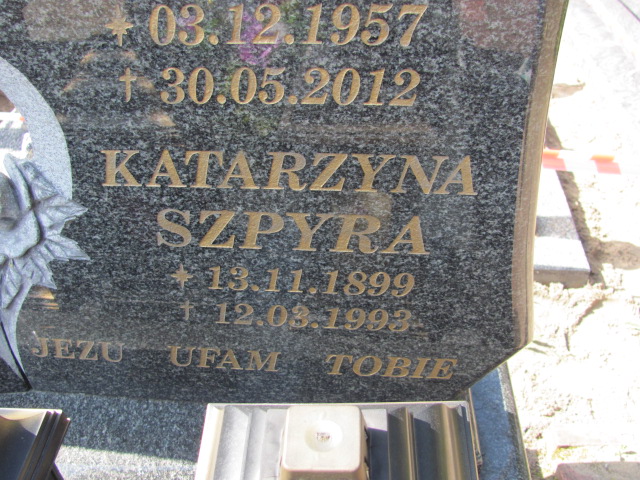 * 03.12.1957
† 30.05.2012
KATARZYNA
SZPYRA
* 13.11.1899
† 12.03.1993
JEZU UFAM TOBIE